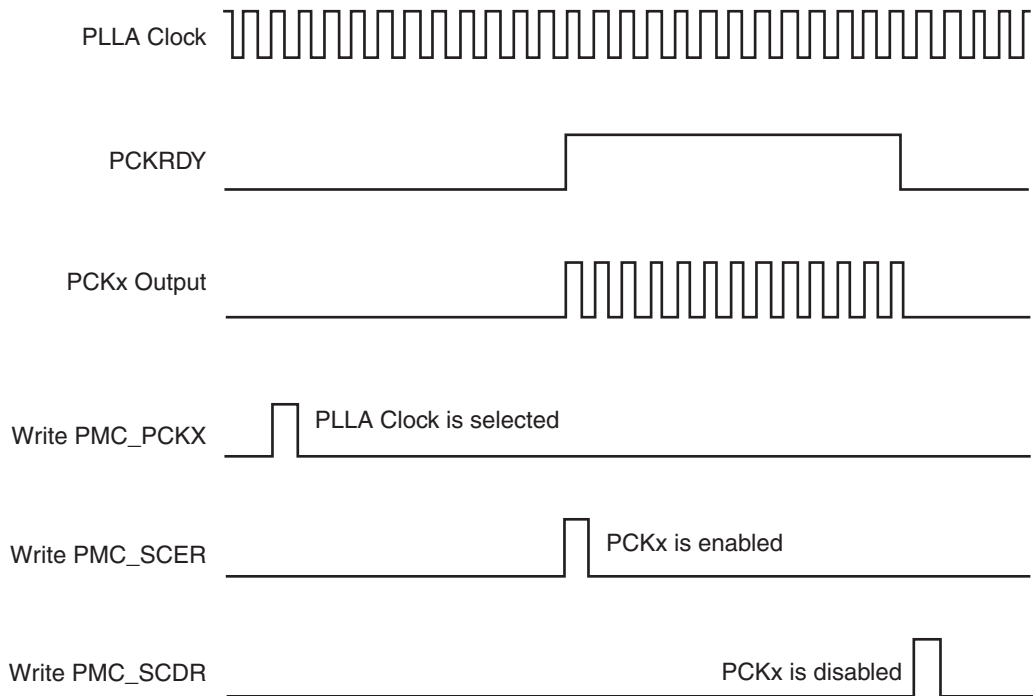 PLLA Clock
PCKRDY
PCKx Output
Write PMC_PCKX
PLLA Clock is selected
Write PMC_SCER
PCKx is enabled
Write PMC_SCDR
PCKx is disabled